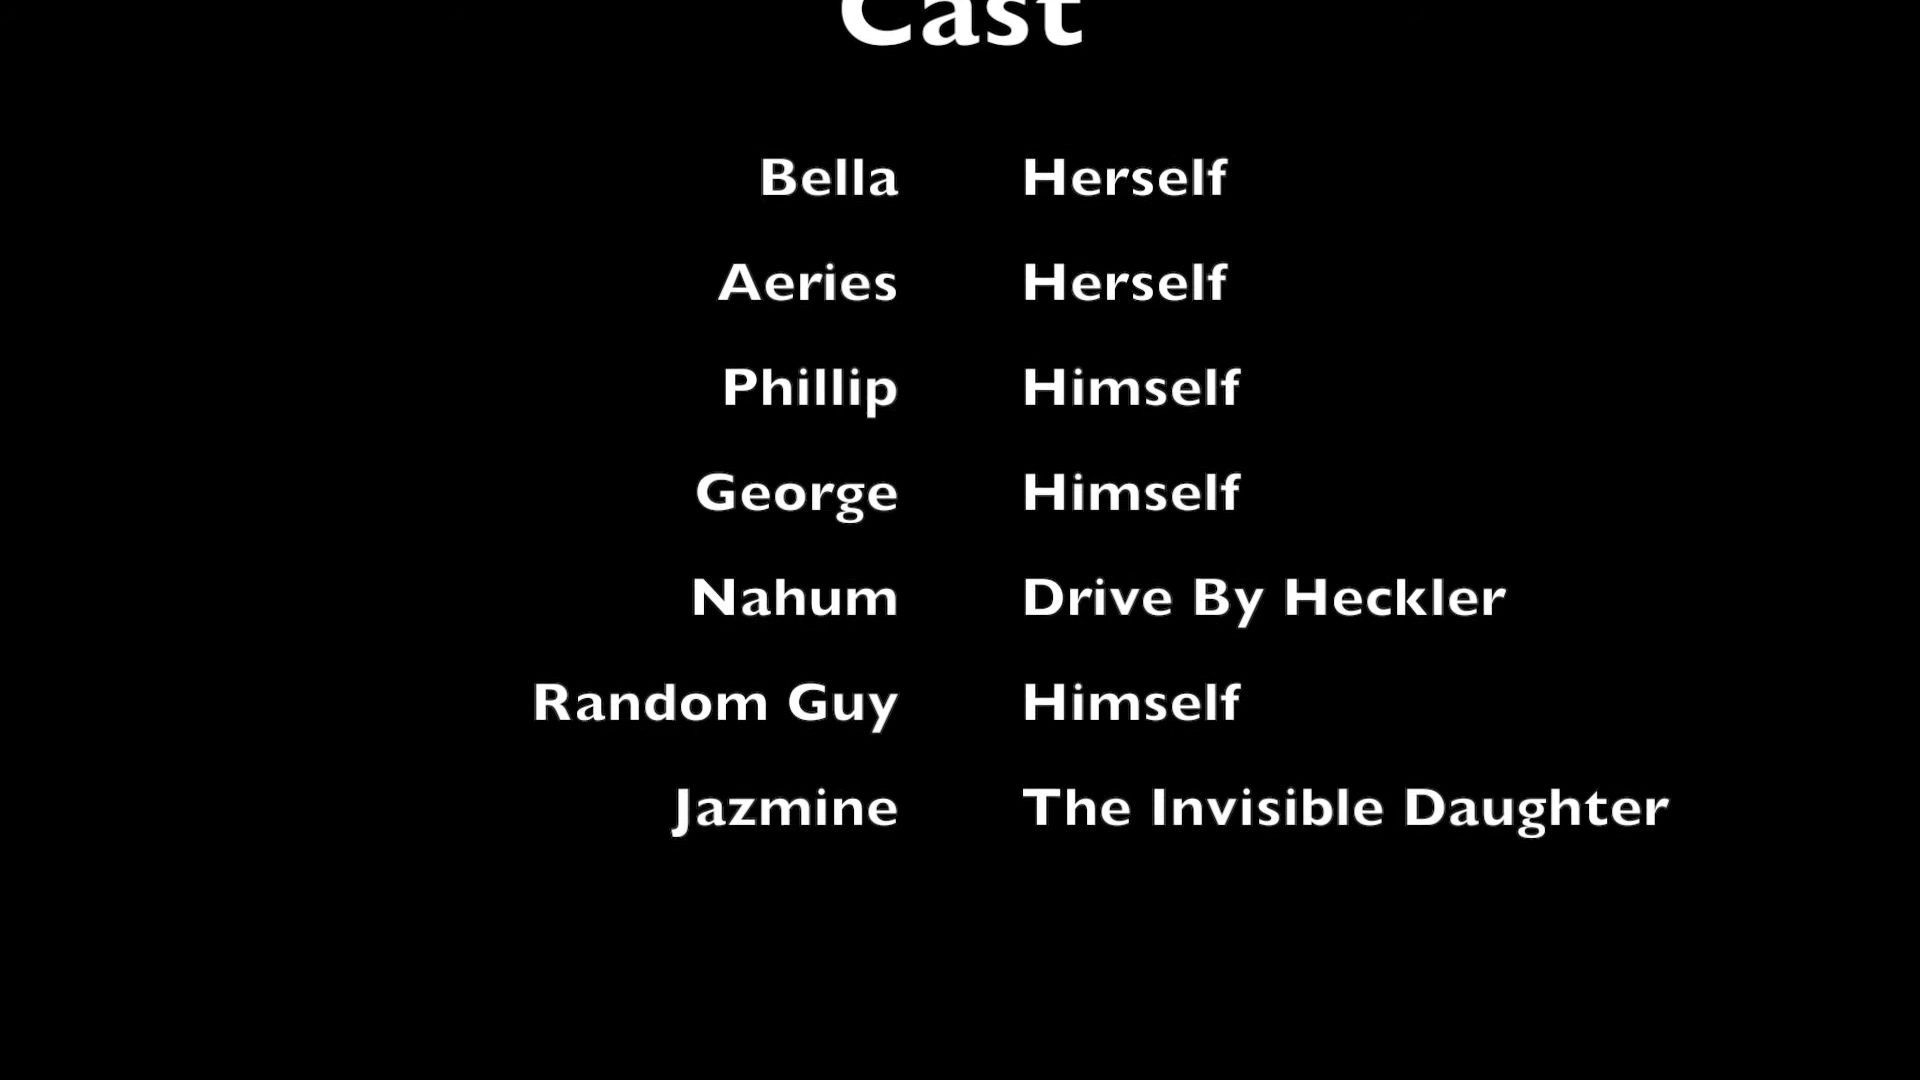 Cast
Bella Herself
Aeries Herself
Phillip Himself
George Himself
Nahum Drive By Heckler
Random Guy Himself
Jazmine The Invisible Daughter